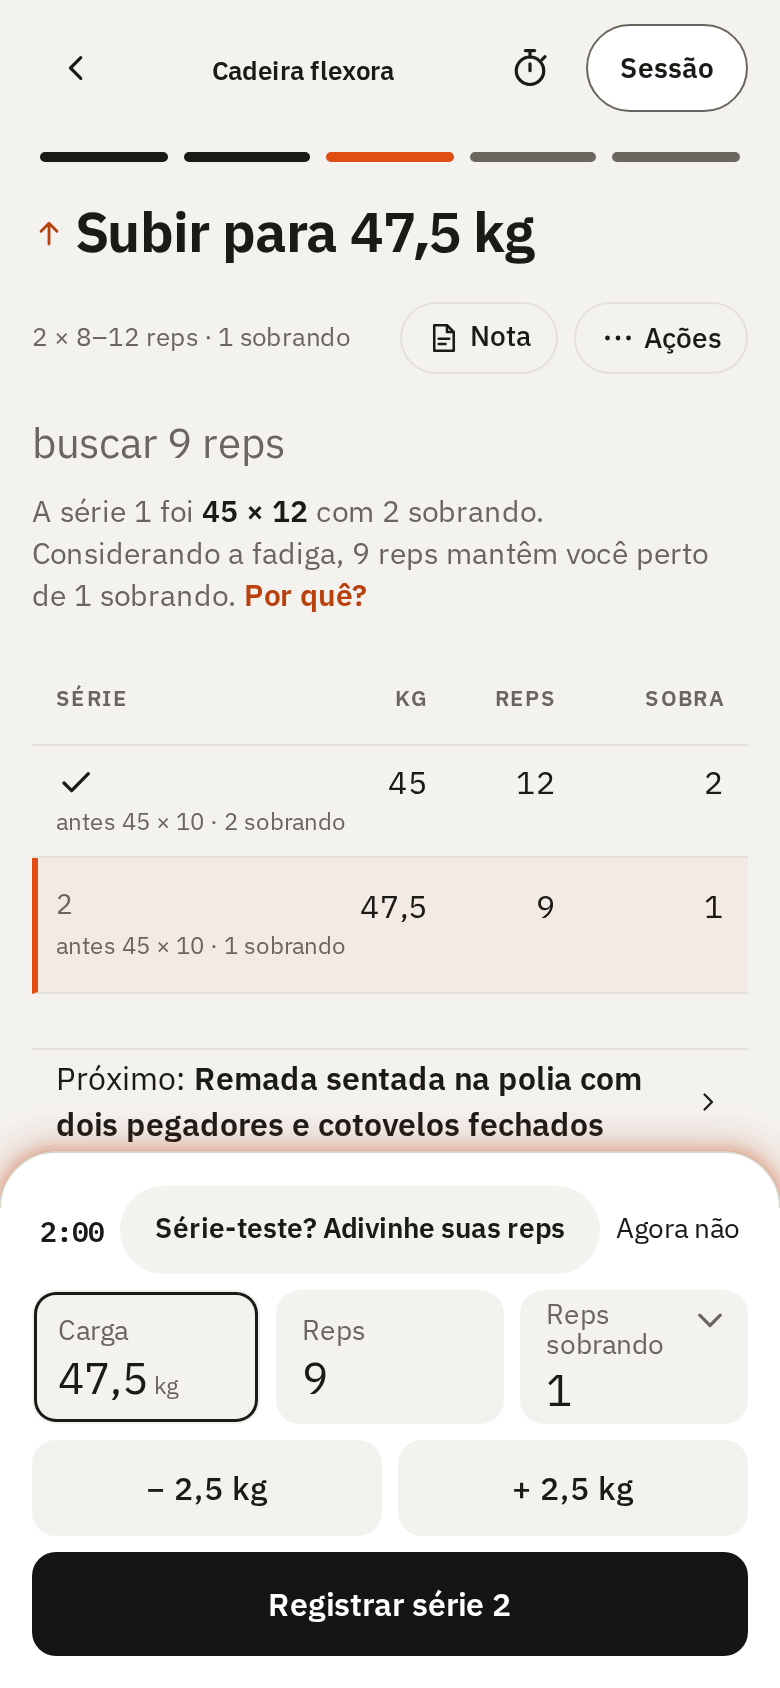 Cadeira flexora
Sessão
↑ Subir para 47,5 kg
2 × 8–12 reps · 1 sobrando
Nota
··· Ações
buscar 9 reps
A série 1 foi 45 × 12 com 2 sobrando.
Considerando a fadiga, 9 reps mantêm você perto
de 1 sobrando. Por quê?
SÉRIE KG REPS SOBRA
✓ 45 12 2
antes 45 × 10 · 2 sobrando
2 47,5 9 1
antes 45 × 10 · 1 sobrando
Próximo: Remada sentada na polia com
dois pegadores e cotovelos fechados
2:00 Série-teste? Adivinhe suas reps Agora não
Carga
47,5 kg
Reps
9
Reps
sobrando
1
− 2,5 kg
+ 2,5 kg
Registrar série 2